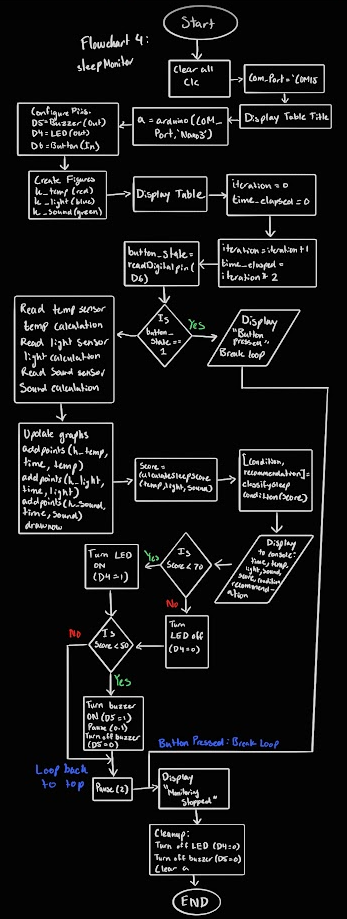 Start
Flowchart 4:
sleepMonitor
Clear all
Clc
Com_Port='COM15
Display Table Title
a = arduino(COM_
Port,'Nano3')
Configure Pins:
D5=Buzzer(Out)
D4=LED(Out)
D6=Button(In)
Create Figures
h_temp(red)
h_light(blue)
h_sound(green)
Display Table
iteration = 0
time_elapsed = 0
iteration=iteration+1
time_elapsed =
iteration * 2
button_state=
readDigitalpin(
D6)
Is
button_
state ==
1
Yes
Display
"Button
pressed"
Break loop
Read temp sensor
temp calculation
Read light sensor
light calculation
Read Sound sensor
Sound calculation
Update graphs
addpoints(h_temp,
time, temp)
addpoints(h_light,
time, light)
addpoints(h_sound,
time, sound)
drawnow
Score =
calculateSleepScore
(temp,light,sound)
[condition,
recommendation]=
classifysleep
condition(score)
Display
to console:
time, temp,
light, sound,
score, condition,
recommend-
ation
Is
Score<70
Yes
Turn LED
ON
(D4=1)
No
Turn
LED off
(D4=0)
Is
Score<50
No
Yes
Turn buzzer
ON (D5=1)
Pause (0.1)
Turn off buzzer
(D5=0)
Button Pressed: Break Loop
Loop back
to top
Pause(2)
Display
"Monitoring
Stopped"
Cleanup:
Turn off LED (D4=0)
Turn off buzzer (D5=0)
Clear a
END